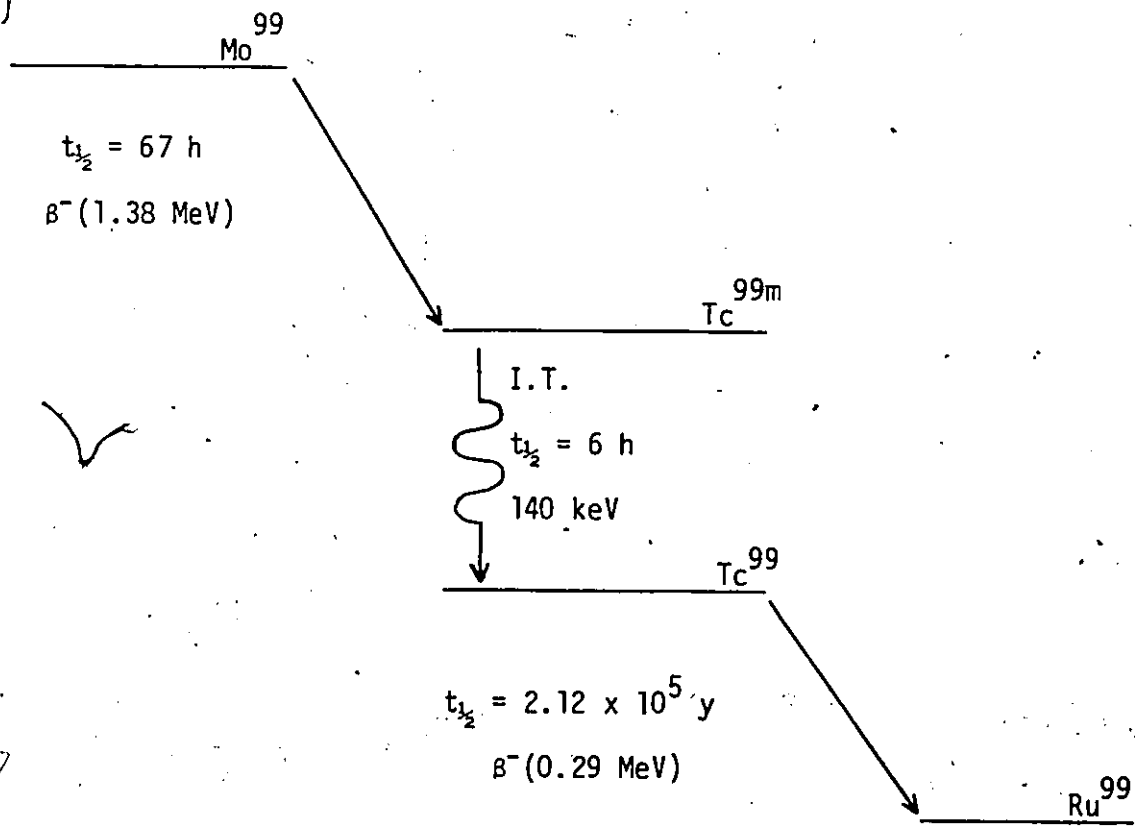 Mo⁹⁹
t½ = 67 h
β⁻(1.38 MeV)
Tc⁹⁹ᵐ
I.T.
t½ = 6 h
140 keV
Tc⁹⁹
t½ = 2.12 x 10⁵ y
β⁻(0.29 MeV)
Ru⁹⁹